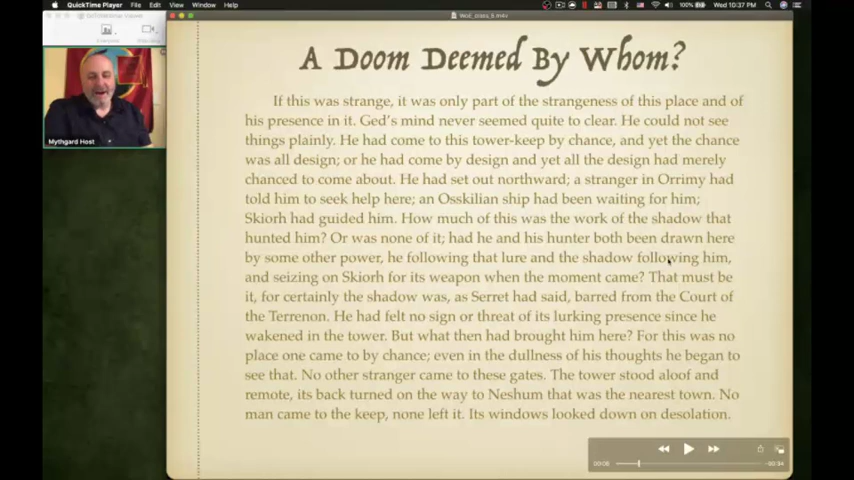 QuickTime Player File Edit View Window Help
100% Wed 10:37 PM
Mythgard Host
A Doom Deemed By Whom?
If this was strange, it was only part of the strangeness of this place and of
his presence in it. Ged's mind never seemed quite to clear. He could not see
things plainly. He had come to this tower-keep by chance, and yet the chance
was all design; or he had come by design and yet all the design had merely
chanced to come about. He had set out northward; a stranger in Orrimy had
told him to seek help here; an Osskilian ship had been waiting for him;
Skiorh had guided him. How much of this was the work of the shadow that
hunted him? Or was none of it; had he and his hunter both been drawn here
by some other power, he following that lure and the shadow following him,
and seizing on Skiorh for its weapon when the moment came? That must be
it, for certainly the shadow was, as Serret had said, barred from the Court of
the Terrenon. He had felt no sign or threat of its lurking presence since he
wakened in the tower. But what then had brought him here? For this was no
place one came to by chance; even in the dullness of his thoughts he began to
see that. No other stranger came to these gates. The tower stood aloof and
remote, its back turned on the way to Neshum that was the nearest town. No
man came to the keep, none left it. Its windows looked down on desolation.